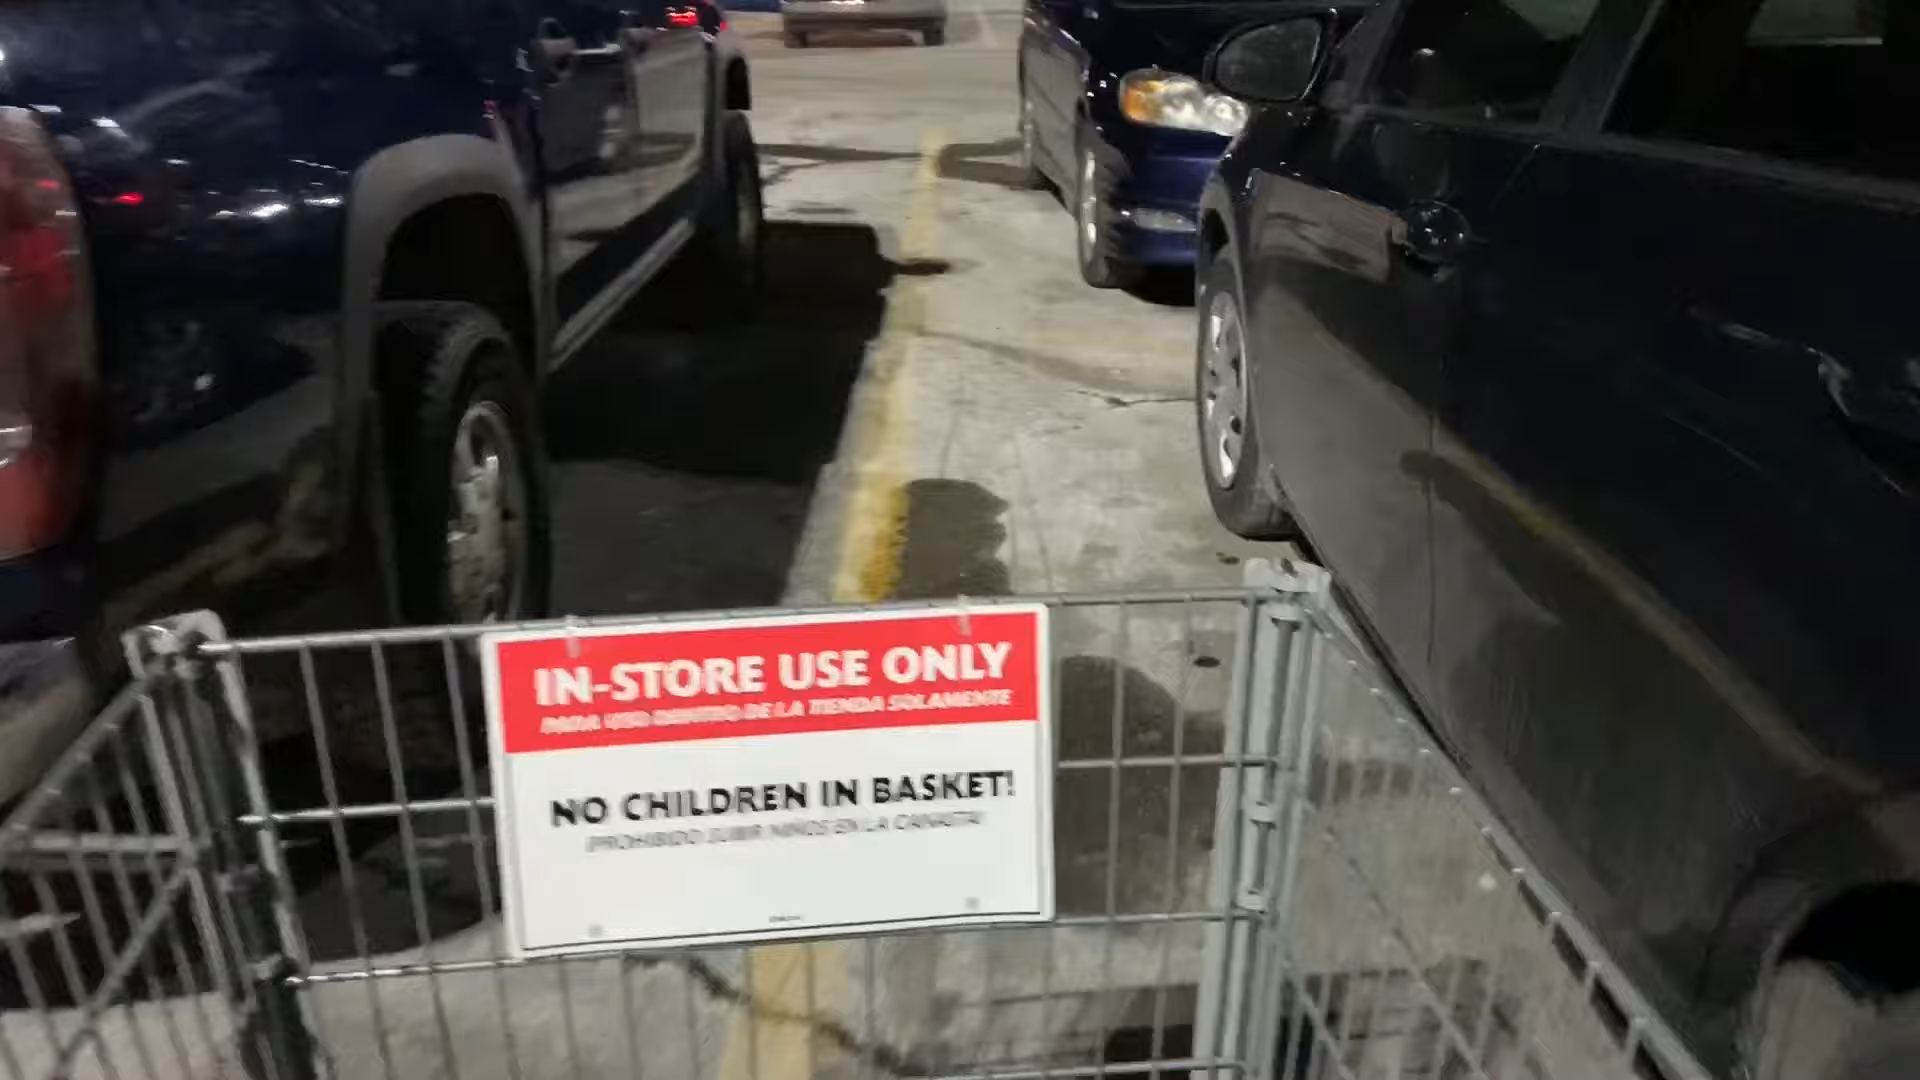 IN-STORE USE ONLY
PARA USO DENTRO DE LA TIENDA SOLAMENTE
NO CHILDREN IN BASKET!
¡PROHIBIDO SUBIR NIÑOS EN LA CANASTA!